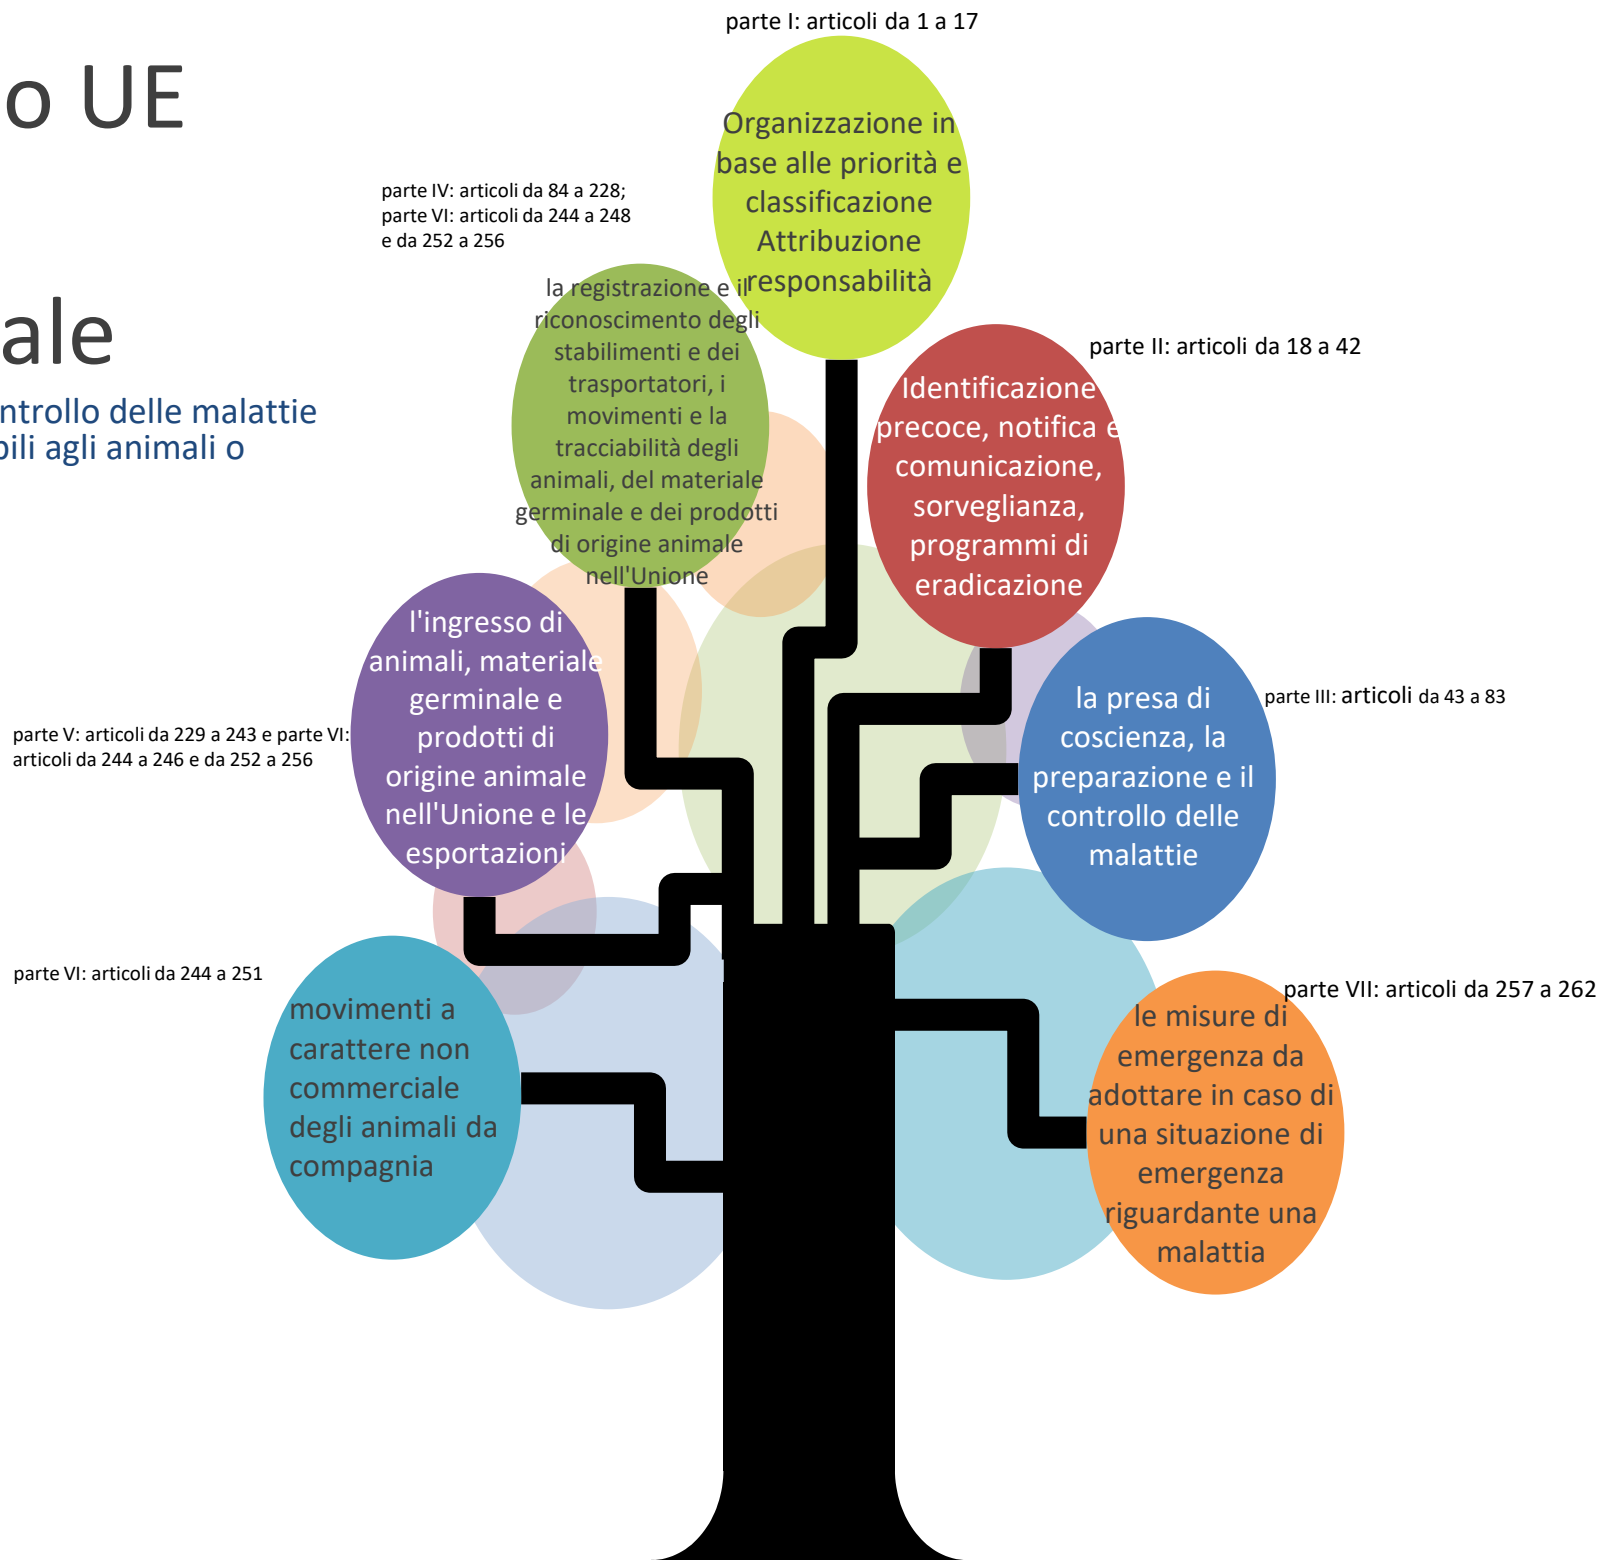 o UE
ale
ntrollo delle malattie
bili agli animali o
parte I: articoli da 1 a 17
Organizzazione in
base alle priorità e
classificazione
Attribuzione
responsabilità
parte IV: articoli da 84 a 228;
parte VI: articoli da 244 a 248
e da 252 a 256
la registrazione e il
riconoscimento degli
stabilimenti e dei
trasportatori, i
movimenti e la
tracciabilità degli
animali, del materiale
germinale e dei prodotti
di origine animale
nell'Unione
parte II: articoli da 18 a 42
Identificazione
precoce, notifica e
comunicazione,
sorveglianza,
programmi di
eradicazione
l'ingresso di
animali, materiale
germinale e
prodotti di
origine animale
nell'Unione e le
esportazioni
parte V: articoli da 229 a 243 e parte VI:
articoli da 244 a 246 e da 252 a 256
la presa di
coscienza, la
preparazione e il
controllo delle
malattie
parte III: articoli da 43 a 83
parte VI: articoli da 244 a 251
movimenti a
carattere non
commerciale
degli animali da
compagnia
parte VII: articoli da 257 a 262
le misure di
emergenza da
adottare in caso di
una situazione di
emergenza
riguardante una
malattia